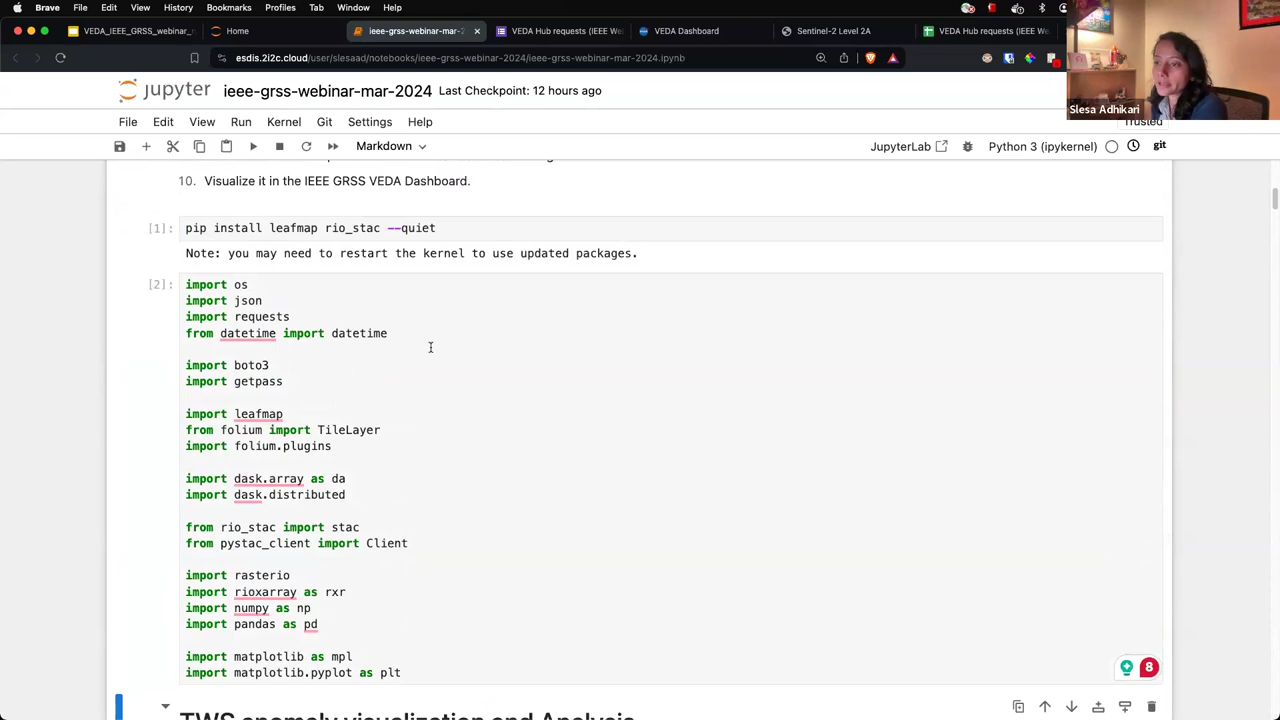 Brave File Edit View History Bookmarks Profiles Tab Window Help
VEDA_IEEE_GRSS_webinar_
Home
ieee-grss-webinar-mar-2
VEDA Hub requests (IEEE We
VEDA Dashboard
Sentinel-2 Level 2A
VEDA Hub requests (IEEE We
esdis.2i2c.cloud/user/slesaad/notebooks/ieee-grss-webinar-2024/ieee-grss-webinar-mar-2024.ipynb
jupyter ieee-grss-webinar-mar-2024 Last Checkpoint: 12 hours ago
Slesa Adhikari
Trusted
File Edit View Run Kernel Git Settings Help
Markdown
JupyterLab
Python 3 (ipykernel)
git
10. Visualize it in the IEEE GRSS VEDA Dashboard.
[1]: pip install leafmap rio_stac --quiet
Note: you may need to restart the kernel to use updated packages.
[2]: import os
import json
import requests
from datetime import datetime
import boto3
import getpass
import leafmap
from folium import TileLayer
import folium.plugins
import dask.array as da
import dask.distributed
from rio_stac import stac
from pystac_client import Client
import rasterio
import rioxarray as rxr
import numpy as np
import pandas as pd
import matplotlib as mpl
import matplotlib.pyplot as plt
8
TWS anomaly visualization and Analysis